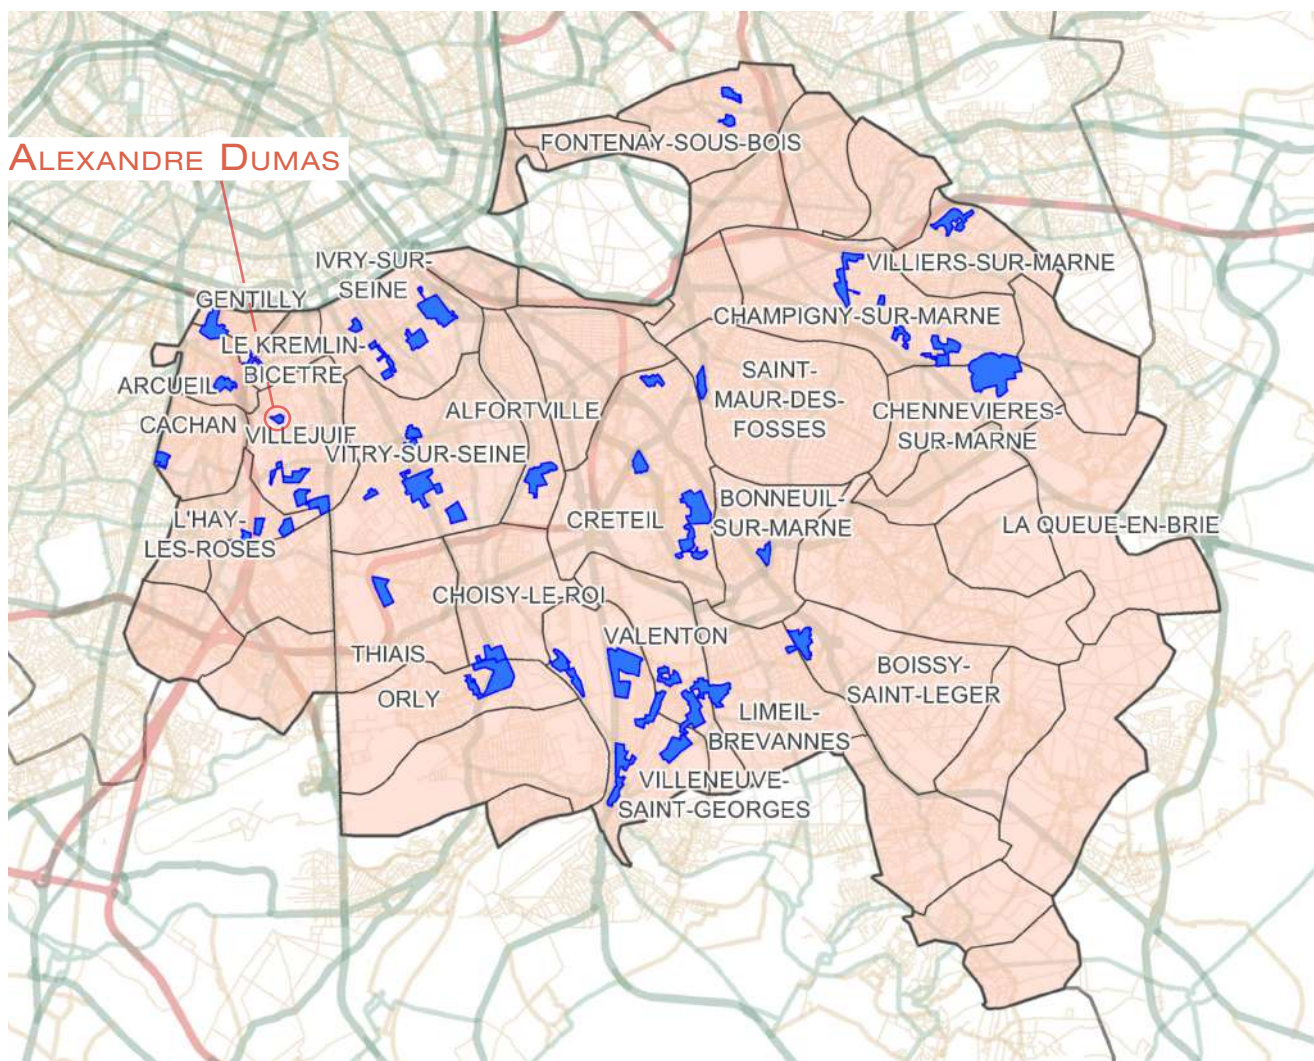 FONTENAY-SOUS-BOIS
ALEXANDRE DUMAS
IVRY-SUR-
SEINE
VILLIERS-SUR-MARNE
GENTILLY
CHAMPIGNY-SUR-MARNE
LE KREMLIN-
BICETRE
ARCUEIL
SAINT-
MAUR-DES-
FOSSES
ALFORTVILLE
CHENNEVIERES-
SUR-MARNE
CACHAN
VILLEJUIF
VITRY-SUR-SEINE
BONNEUIL-
SUR-MARNE
L'HAY-
LES-ROSES
CRETEIL
LA QUEUE-EN-BRIE
CHOISY-LE-ROI
VALENTON
THIAIS
BOISSY-
SAINT-LEGER
ORLY
LIMEIL-
BREVANNES
VILLENEUVE-
SAINT-GEORGES